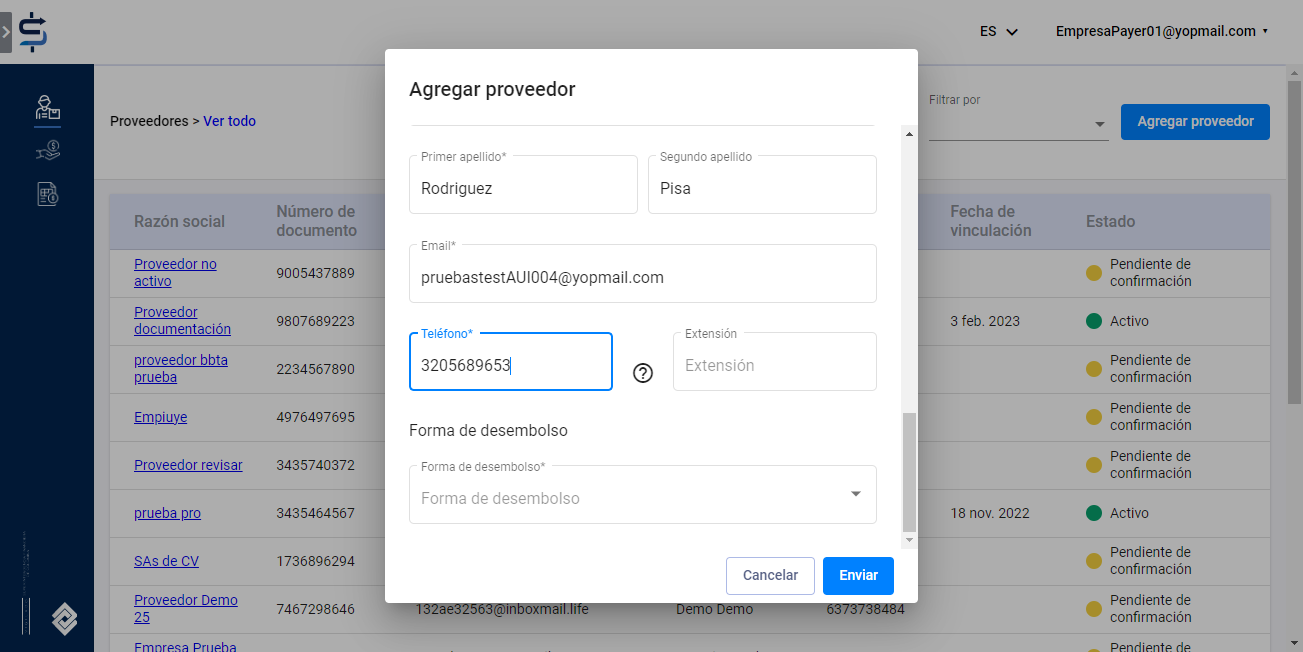 ES
EmpresaPayer01@yopmail.com
Proveedores > Ver todo
Filtrar por
Agregar proveedor
Razón social
Número de
documento
Fecha de
vinculación
Estado
Proveedor no
activo
9005437889
Pendiente de
confirmación
Proveedor
documentación
9807689223
3 feb. 2023
Activo
proveedor bbta
prueba
2234567890
Pendiente de
confirmación
Empiuye
4976497695
Pendiente de
confirmación
Proveedor revisar
3435740372
Pendiente de
confirmación
prueba pro
3435464567
18 nov. 2022
Activo
SAs de CV
1736896294
Pendiente de
confirmación
Proveedor Demo
25
7467298646
132ae32563@inboxmail.life
Demo Demo
6373738484
Pendiente de
confirmación
Empresa Prueba
Pendiente de
Agregar proveedor
Primer apellido*
Rodriguez
Segundo apellido
Pisa
Email*
pruebastestAUI004@yopmail.com
Teléfono*
3205689653
Extensión
Extensión
Forma de desembolso
Forma de desembolso*
Forma de desembolso
Cancelar
Enviar